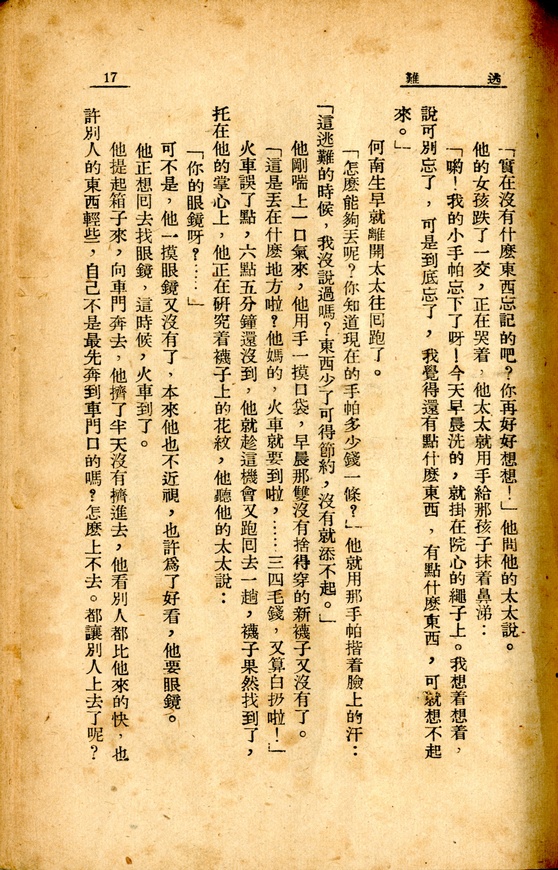 逃難
17
「實在沒有什麼東西忘記的吧？你再好好想想！」他問他的太太說。
他的女孩跌了一交，正在哭着，他太太就用手給那孩子抹着鼻涕：
「喲！我的小手帕忘下了呀！今天早晨洗的，就掛在院心的繩子上。我想着想着，
說可別忘了，可是到底忘了，我覺得還有點什麼東西，有點什麼東西，可就想不起
來。」
何南生早就離開太太往回跑了。
「怎麼能夠丟呢？你知道現在的手帕多少錢一條？」他就用那手帕揩着臉上的汗：
「這逃難的時候，我沒說過嗎？東西少了可得節約，沒有就添不起。」
他剛喘上一口氣來，他用手一摸口袋，早晨那雙沒有捨得穿的新襪子又沒有了。
「這是丟在什麼地方啦？他媽的，火車就要到啦，……三四毛錢，又算白扔啦！」
火車誤了點，六點五分鐘還沒到，他就趁這機會又跑回去一趟，襪子果然找到了，
托在他的掌心上，他正在研究着襪子上的花紋，他聽他的太太說：
「你的眼鏡呀？……」
可不是，他一摸眼鏡又沒有了，本來他也不近視，也許爲了好看，他要眼鏡。
他正想回去找眼鏡，這時候，火車到了。
他提起箱子來，向車門奔去，他擠了半天沒有擠進去，他看別人都比他來的快，也
許別人的東西輕些，自己不是最先奔到車門口的嗎？怎麽上不去。都讓別人上去了呢？